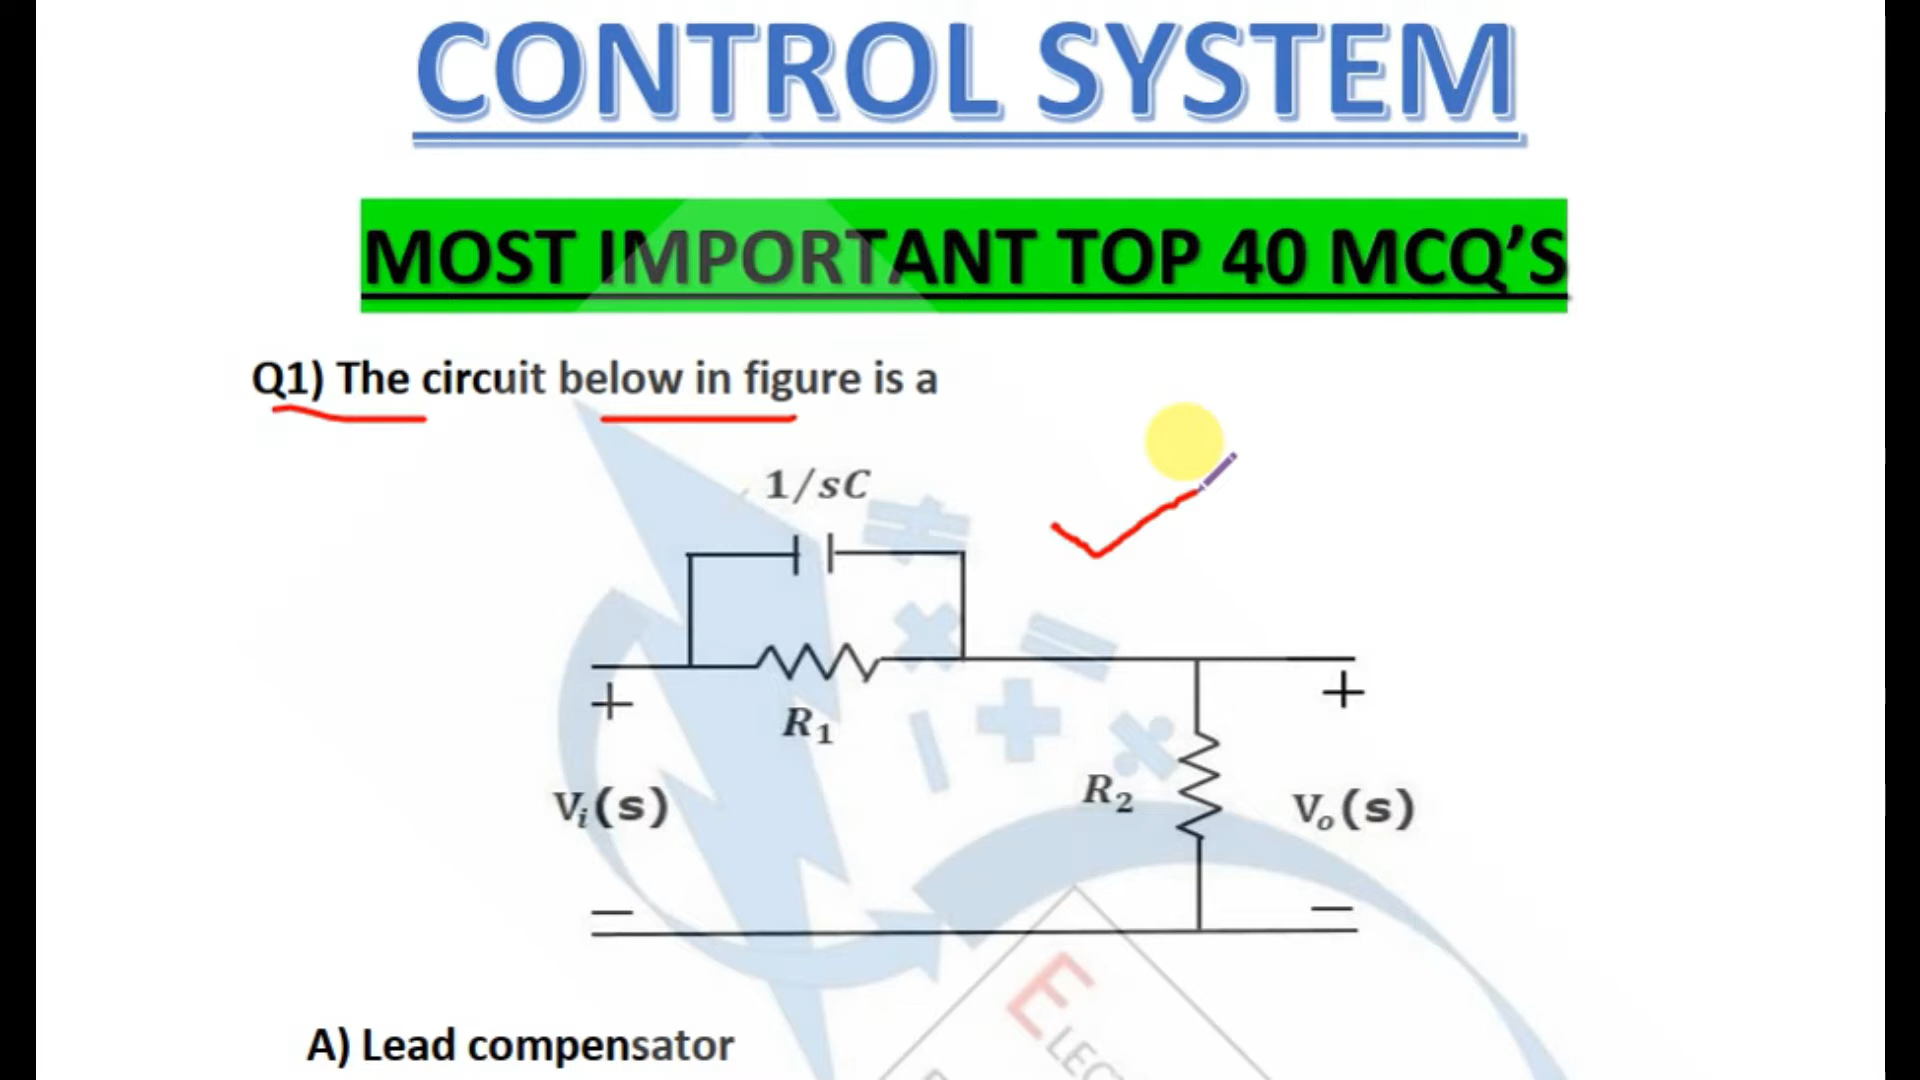 CONTROL SYSTEM
MOST IMPORTANT TOP 40 MCQ’S
Q1) The circuit below in figure is a
1/sC
R₁
R₂
Vᵢ(s)
Vₒ(s)
A) Lead compensator